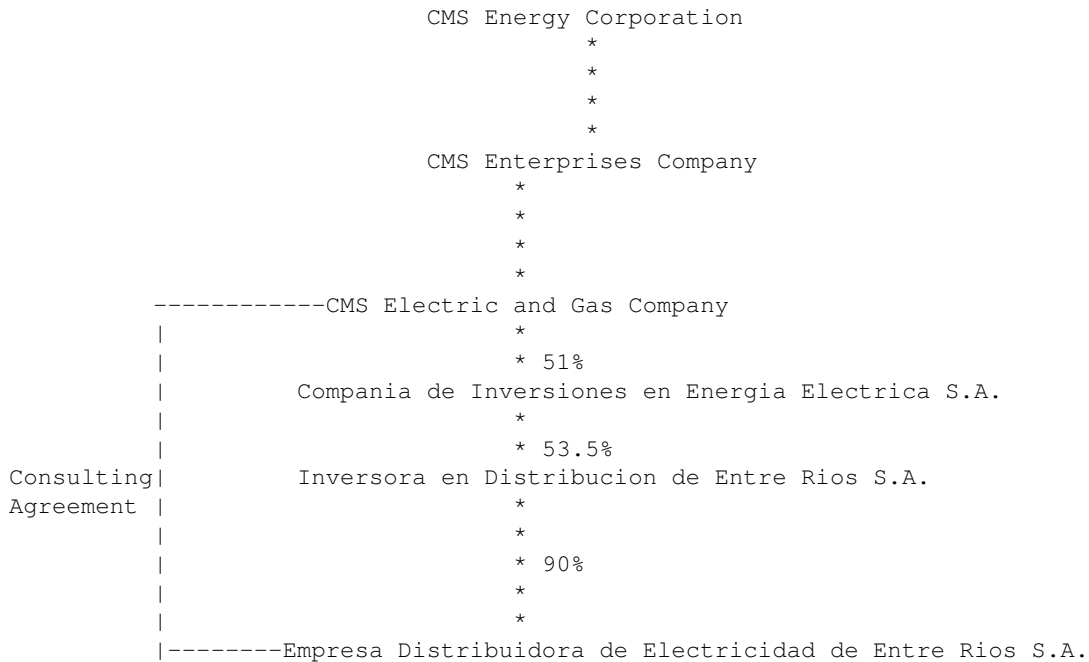 CMS Energy Corporation
*
*
*
*
CMS Enterprises Company
*
*
*
*
------------CMS Electric and Gas Company
| *
| * 51%
| Compania de Inversiones en Energia Electrica S.A.
| *
| * 53.5%
Consulting| Inversora en Distribucion de Entre Rios S.A.
Agreement | *
| *
| * 90%
| *
| *
|--------Empresa Distribuidora de Electricidad de Entre Rios S.A.